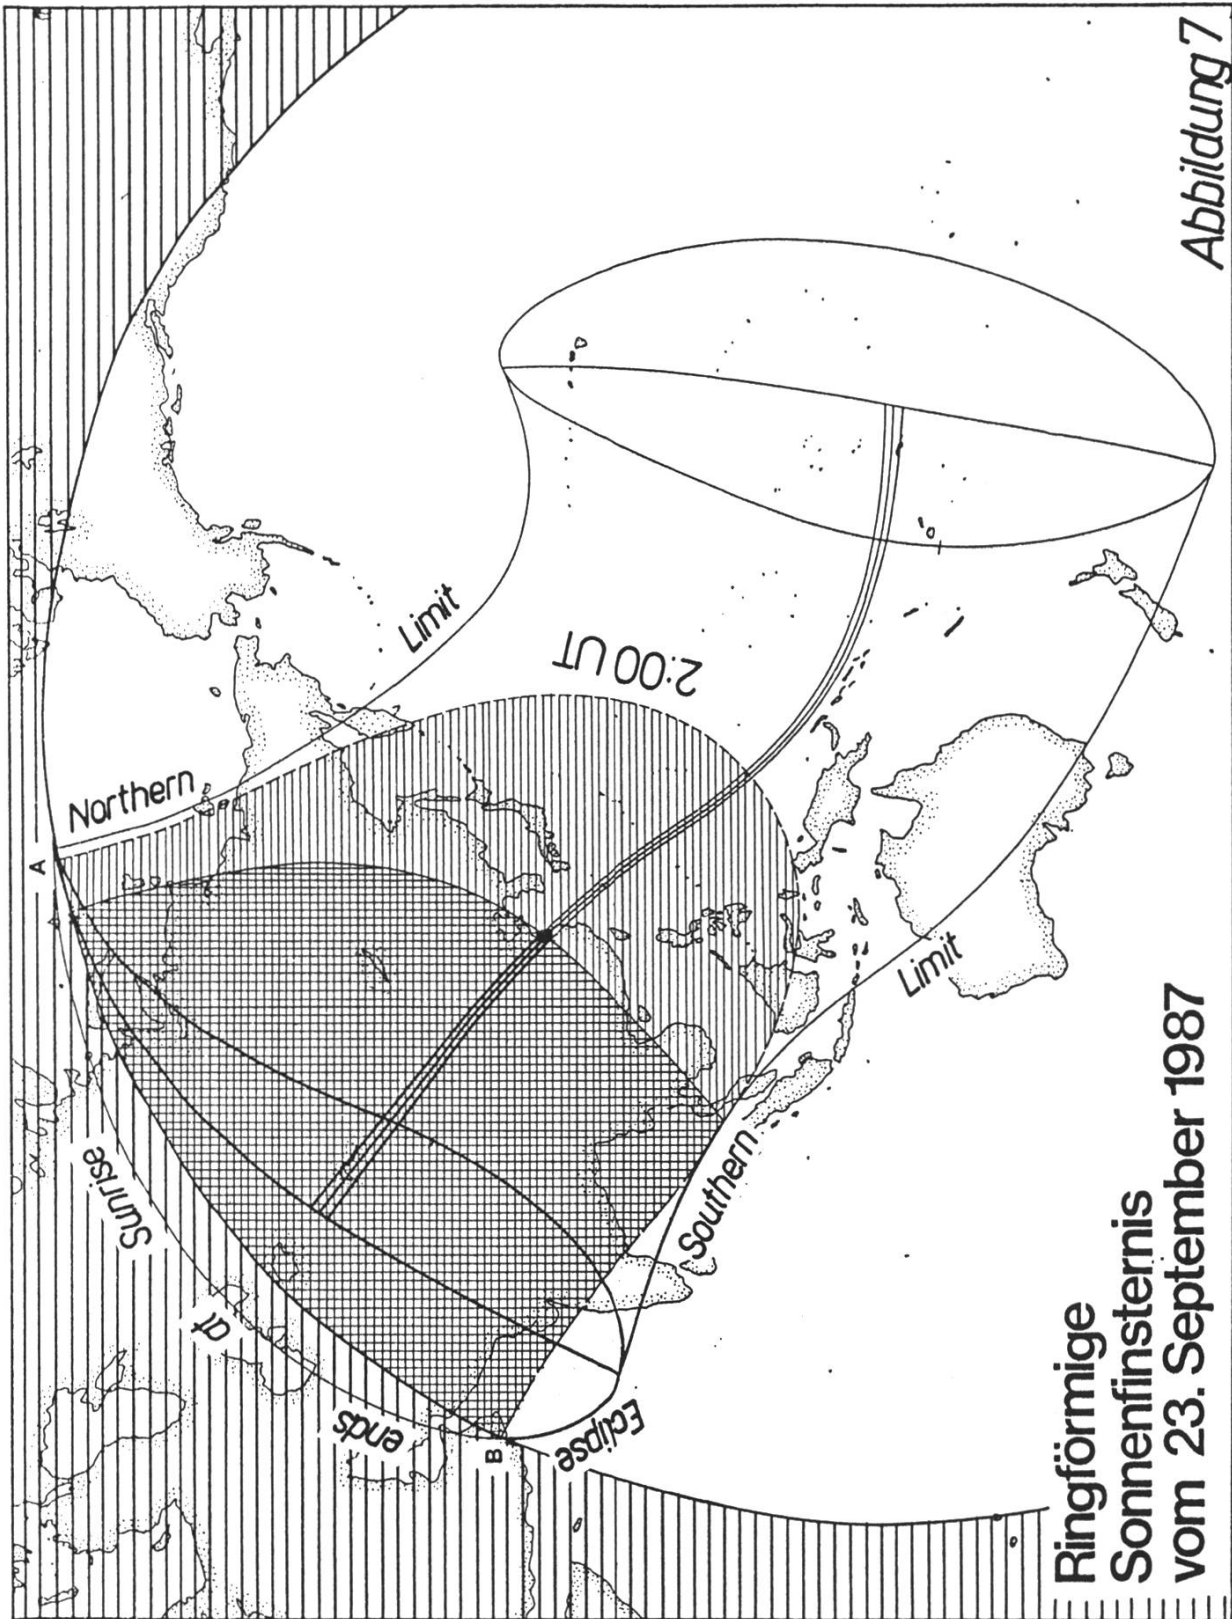 A
Northern
Limit
2:00 UT
Sunrise
at
ends
Eclipse
B
Southern
Limit
Ringförmige
Sonnenfinsternis
vom 23. September 1987
Abbildung 7